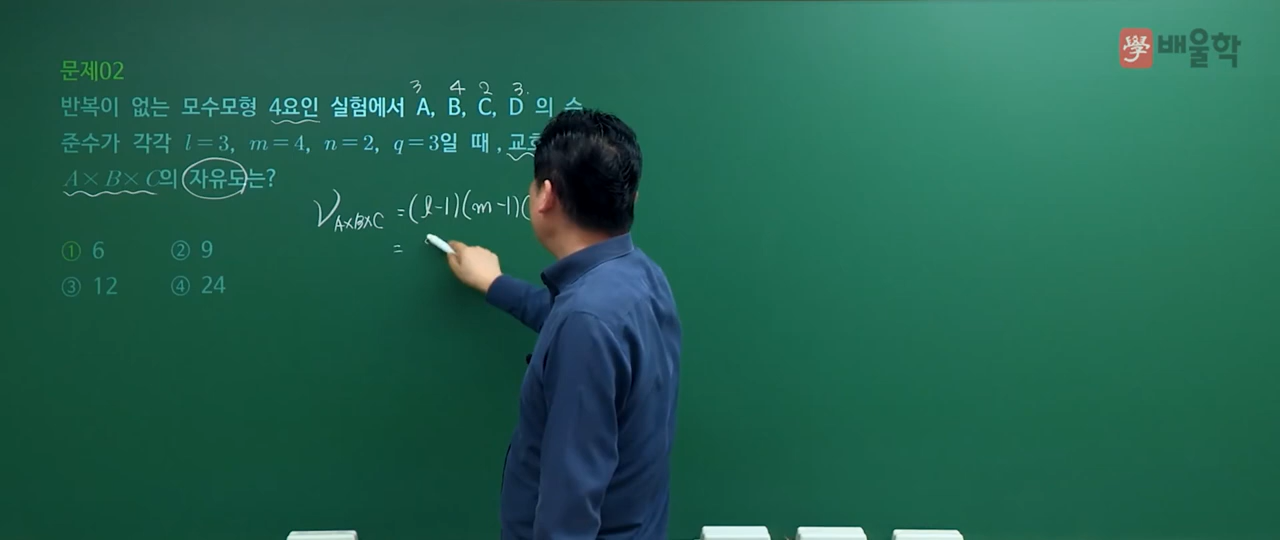 學 배울학
문제02
3 4 2 3.
반복이 없는 모수모형 4요인 실험에서 A, B, C, D 의 수
준수가 각각 l=3, m=4, n=2, q=3일 때, 교호
A×B×C의 자유도는?
ν A×B×C =(l-1)(m-1)(
=
① 6 ② 9
③ 12 ④ 24